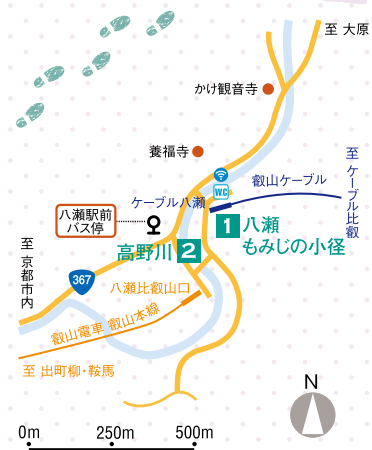 至 大原
かけ観音寺
養福寺
W.C
叡山ケーブル
至 ケーブル比叡
ケーブル八瀬
八瀬駅前
バス停
1 八瀬
もみじの小径
高野川 2
至 京都市内
367
八瀬比叡山口
叡山電車 叡山本線
至 出町柳・鞍馬
N
0m 250m 500m